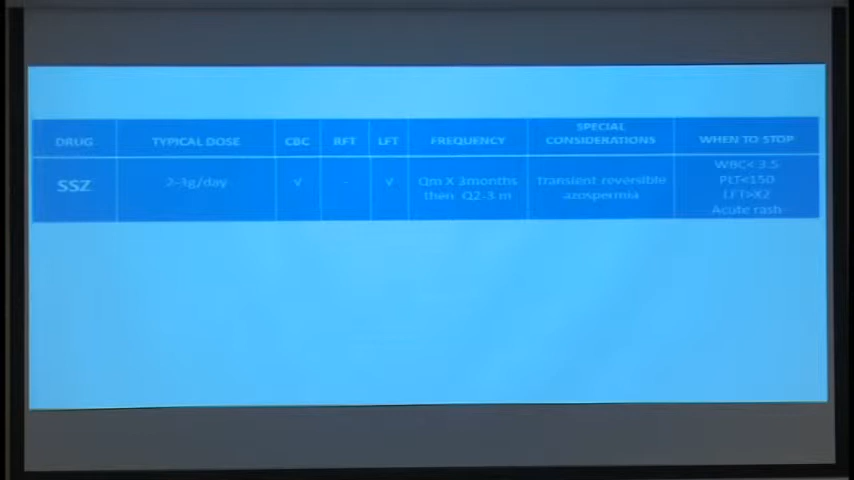 DRUG TYPICAL DOSE CBC RFT LFT FREQUENCY SPECIAL CONSIDERATIONS WHEN TO STOP
SSZ 2-3g/day √ - √ Qm X 3months then Q2-3 m Transient reversible azospermia WBC< 3.5
PLT<150
LFT>X2
Acute rash